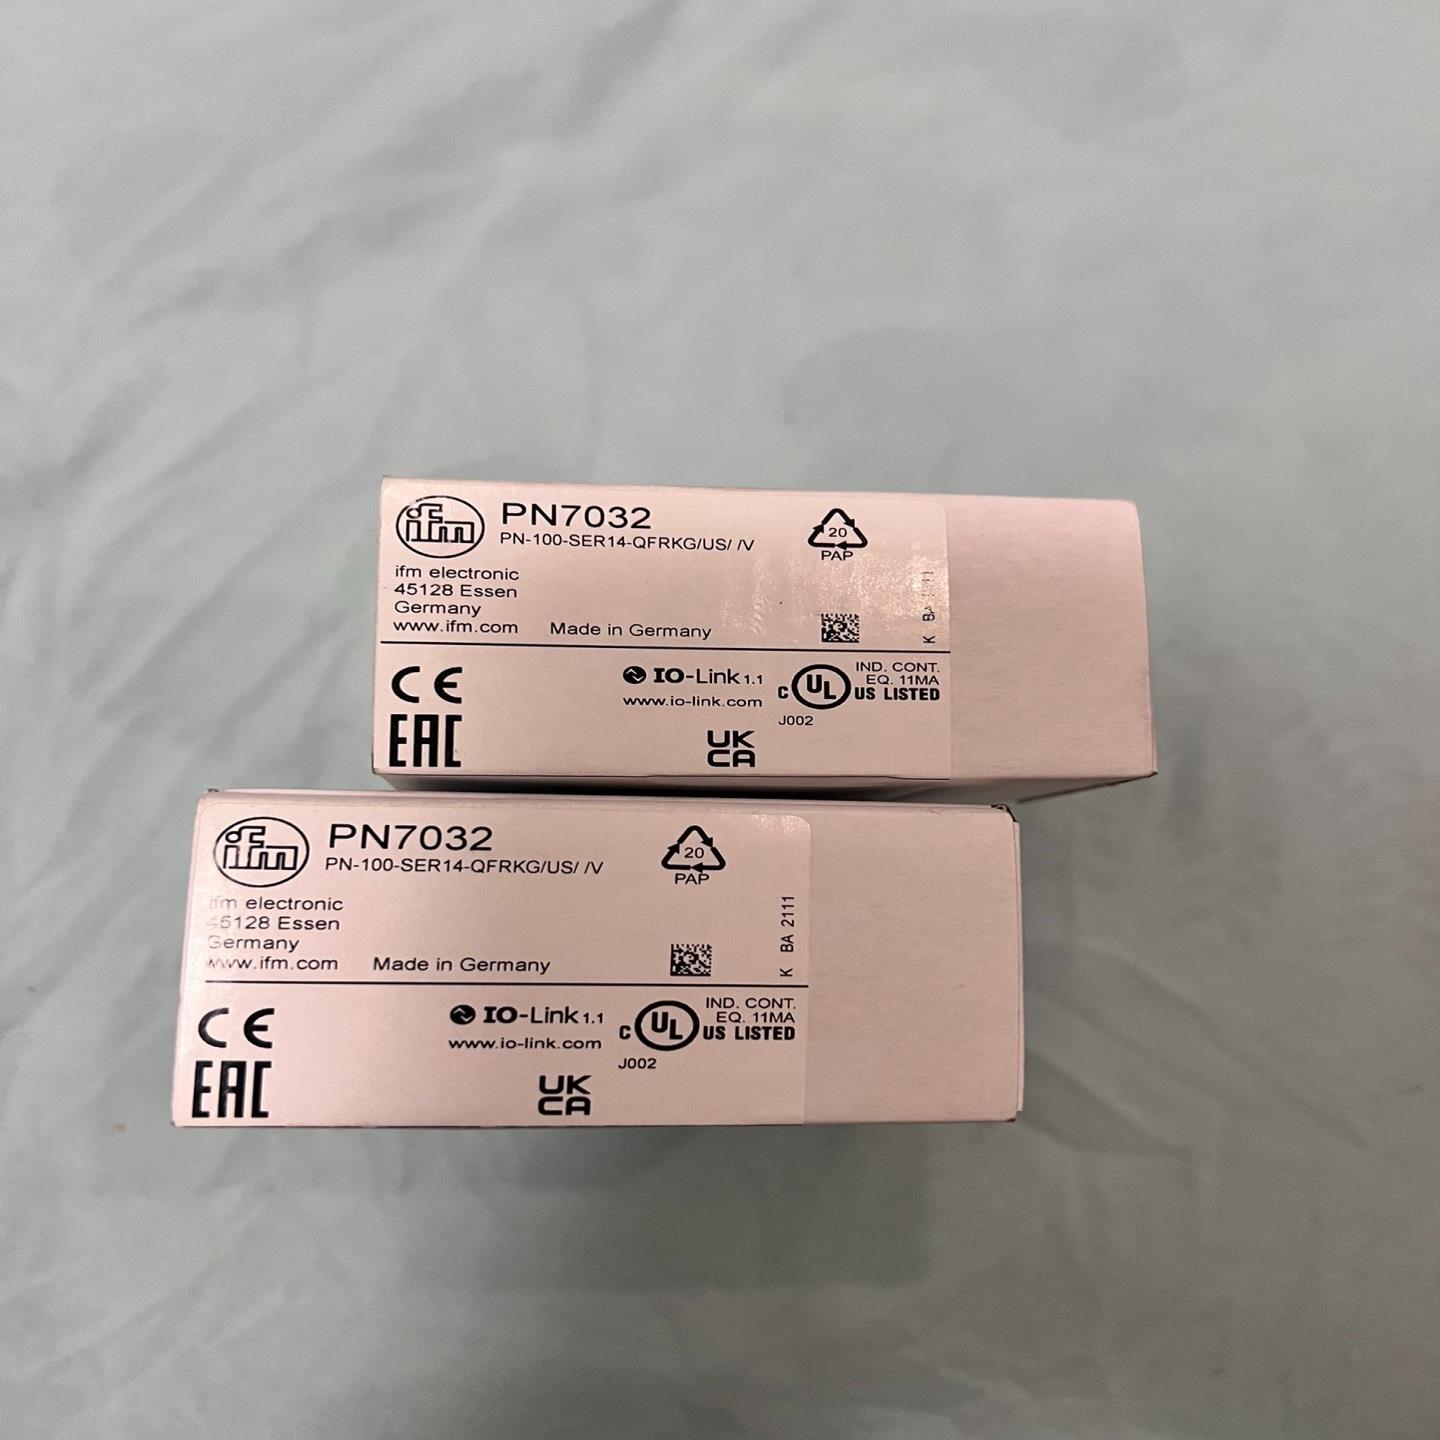 ifm
PN7032
PN-100-SER14-QFRKG/US/ /V
20
PAP
ifm electronic
45128 Essen
Germany
www.ifm.com
Made in Germany
K BA
CE
IO-Link 1.1
www.io-link.com
C UL US LISTED
IND. CONT.
EQ. 11MA
J002
EAC
UK
CA
ifm
PN7032
PN-100-SER14-QFRKG/US/ /V
20
PAP
ifm electronic
45128 Essen
Germany
www.ifm.com
Made in Germany
K BA 2111
CE
IO-Link 1.1
www.io-link.com
C UL US LISTED
IND. CONT.
EQ. 11MA
J002
EAC
UK
CA